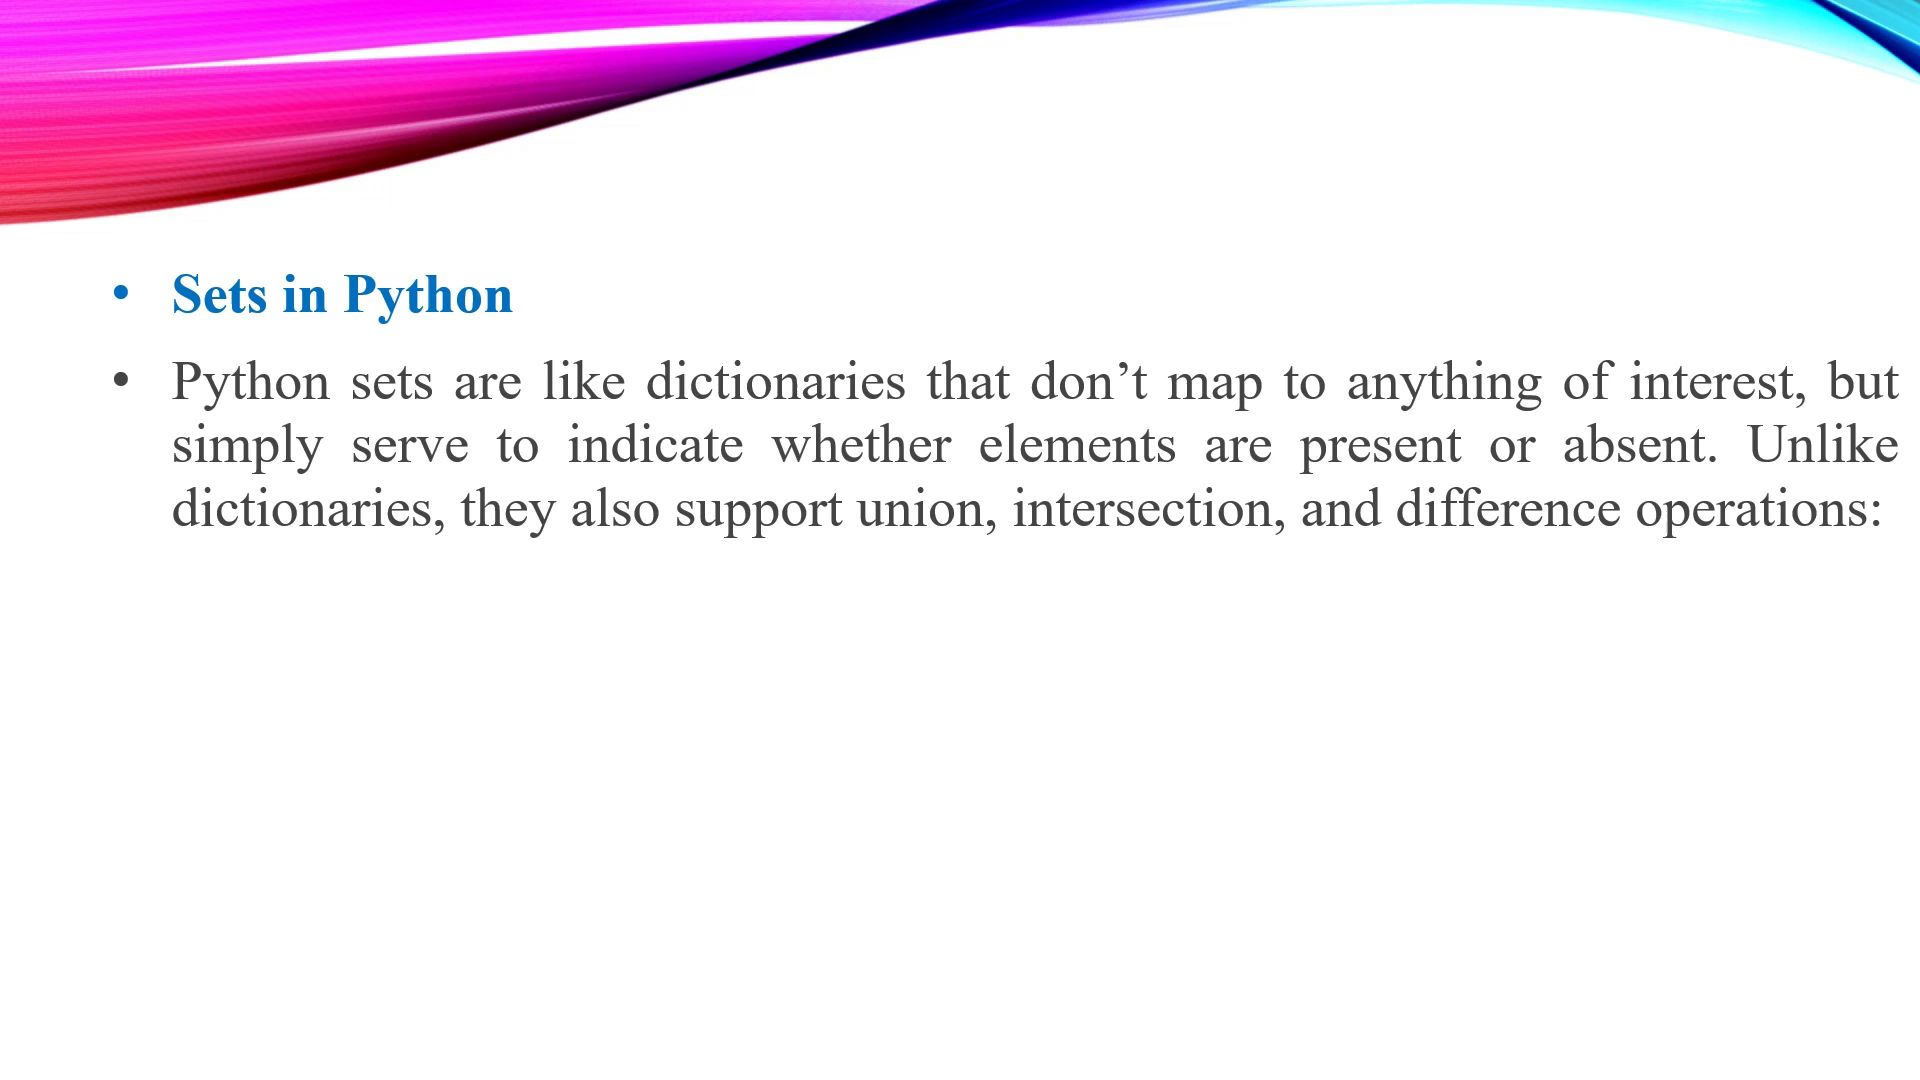 • Sets in Python
• Python sets are like dictionaries that don’t map to anything of interest, but
simply serve to indicate whether elements are present or absent. Unlike
dictionaries, they also support union, intersection, and difference operations: